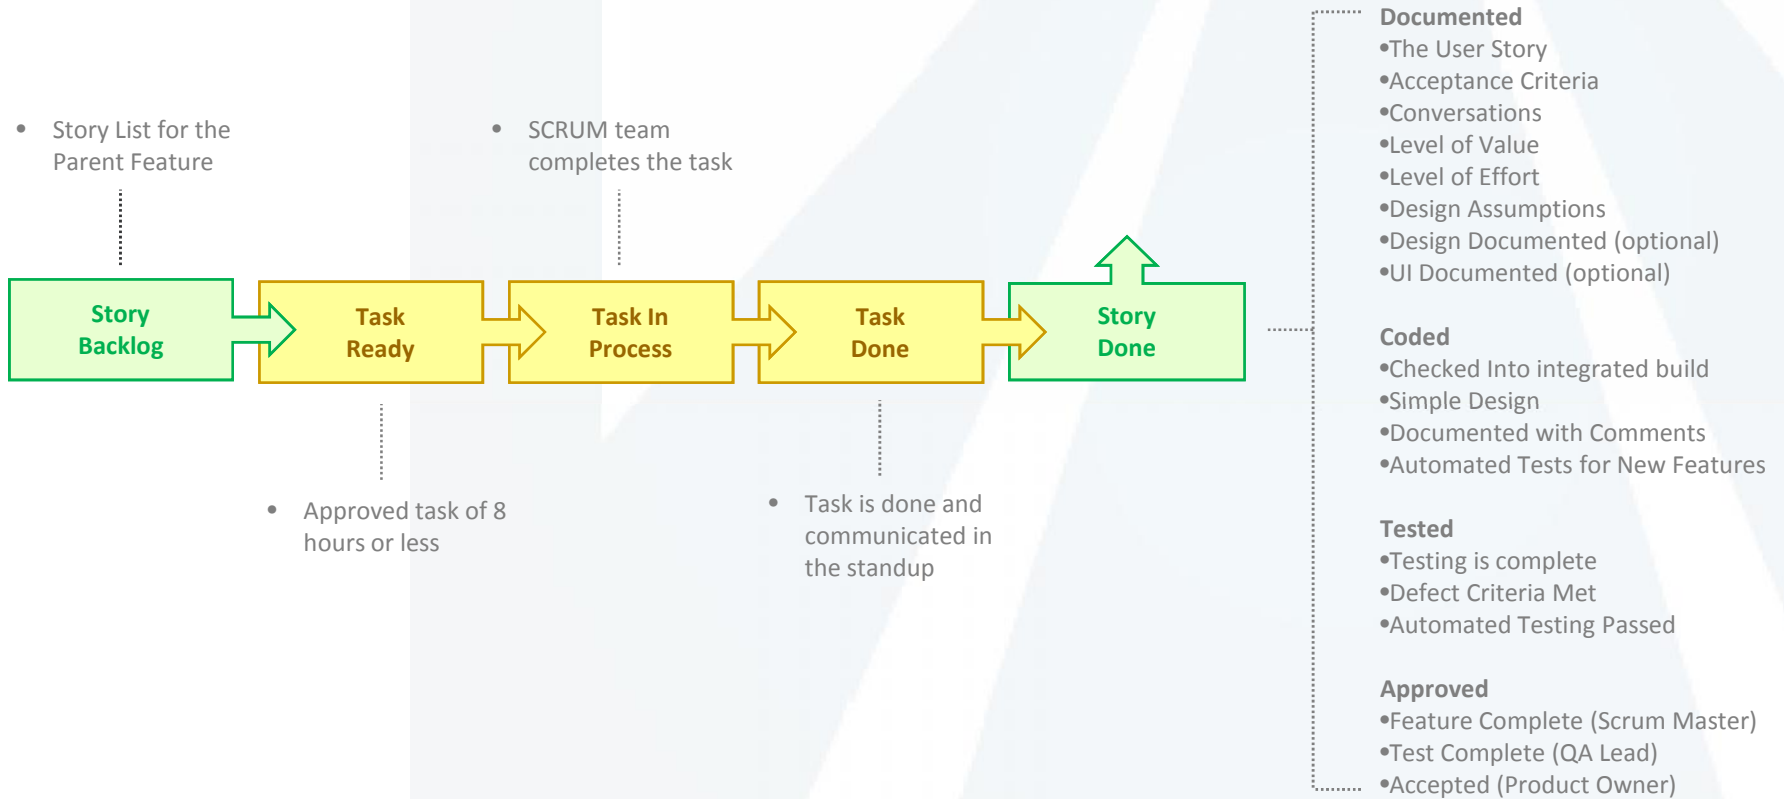 • Story List for the
Parent Feature
• SCRUM team
completes the task
Story
Backlog
Task
Ready
Task In
Process
Task
Done
Story
Done
• Approved task of 8
hours or less
• Task is done and
communicated in
the standup
Documented
•The User Story
•Acceptance Criteria
•Conversations
•Level of Value
•Level of Effort
•Design Assumptions
•Design Documented (optional)
•UI Documented (optional)
Coded
•Checked Into integrated build
•Simple Design
•Documented with Comments
•Automated Tests for New Features
Tested
•Testing is complete
•Defect Criteria Met
•Automated Testing Passed
Approved
•Feature Complete (Scrum Master)
•Test Complete (QA Lead)
•Accepted (Product Owner)